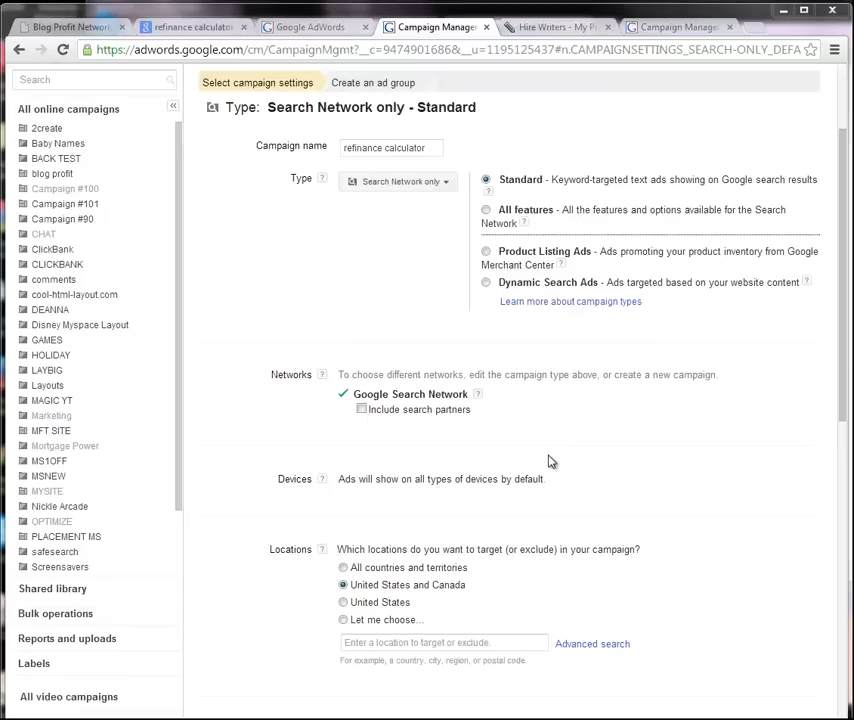 Blog Profit Network
refinance calculator
Google AdWords
Campaign Manage
Hire Writers - My P
Campaign Manage
https://adwords.google.com/cm/CampaignMgmt?__c=94749016868&__u=1195125437#n.CAMPAIGNSETTINGS_SEARCH-ONLY_DEFA
Search
All online campaigns
2create
Baby Names
BACK TEST
blog profit
Campaign #100
Campaign #101
Campaign #90
CHAT
ClickBank
CLICKBANK
comments
cool-html-layout.com
DEANNA
Disney Myspace Layout
GAMES
HOLIDAY
LAYBIG
Layouts
MAGIC YT
Marketing
MFT SITE
Mortgage Power
MS1OFF
MSNEW
MYSITE
Nickle Arcade
OPTIMIZE
PLACEMENT MS
safesearch
Screensavers
Shared library
Bulk operations
Reports and uploads
Labels
All video campaigns
Select campaign settings
Create an ad group
Type: Search Network only - Standard
Campaign name
refinance calculator
Type ?
Search Network only
Standard - Keyword-targeted text ads showing on Google search results
?
All features - All the features and options available for the Search
Network ?
Product Listing Ads - Ads promoting your product inventory from Google
Merchant Center ?
Dynamic Search Ads - Ads targeted based on your website content ?
Learn more about campaign types
Networks ?
To choose different networks, edit the campaign type above, or create a new campaign.
Google Search Network ?
Include search partners
Devices ?
Ads will show on all types of devices by default.
Locations ?
Which locations do you want to target (or exclude) in your campaign?
All countries and territories
United States and Canada
United States
Let me choose...
Enter a location to target or exclude.
Advanced search
For example, a country, city, region, or postal code.